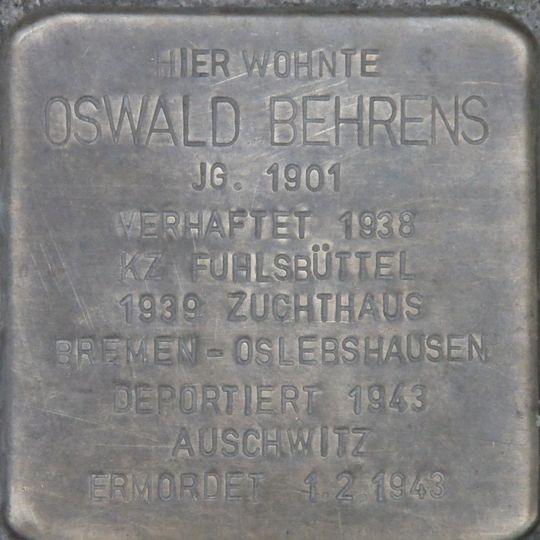 HIER WOHNTE
OSWALD BEHRENS
JG. 1901
VERHAFTET 1938
KZ FUHLSBÜTTEL
1939 ZUCHTHAUS
BREMEN-OSLEBSHAUSEN
DEPORTIERT 1943
AUSCHWITZ
ERMORDET 1.2.1943